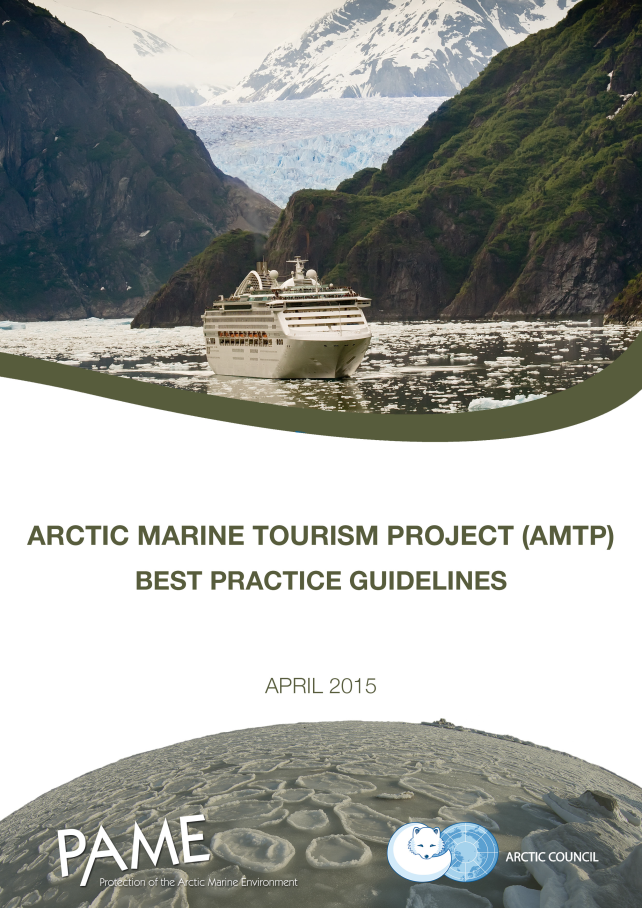 ARCTIC MARINE TOURISM PROJECT (AMTP)
BEST PRACTICE GUIDELINES
APRIL 2015
PAME
Protection of the Arctic Marine Environment
ARCTIC COUNCIL